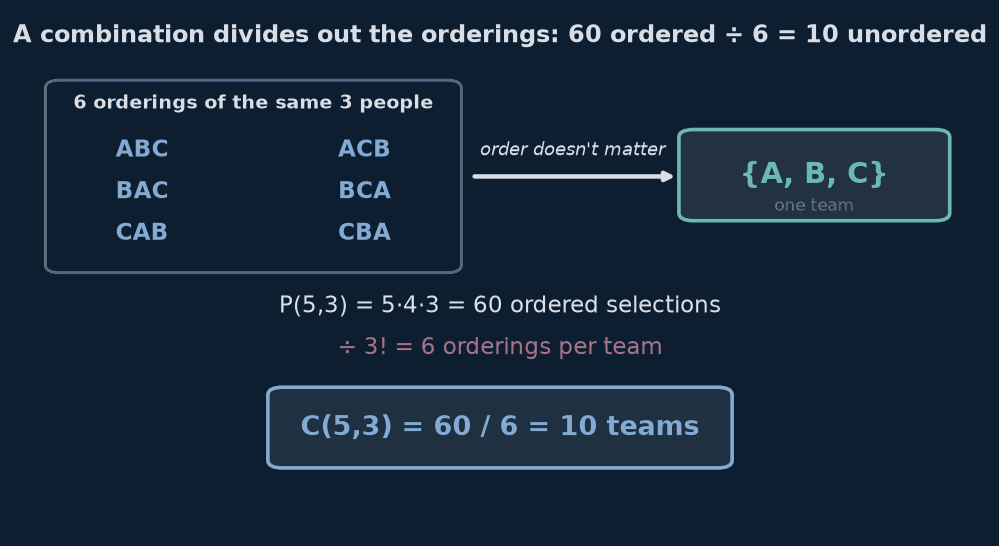 A combination divides out the orderings: 60 ordered ÷ 6 = 10 unordered
6 orderings of the same 3 people
ABC ACB
BAC BCA
CAB CBA
order doesn't matter
{A, B, C}
one team
P(5,3) = 5·4·3 = 60 ordered selections
÷ 3! = 6 orderings per team
C(5,3) = 60 / 6 = 10 teams